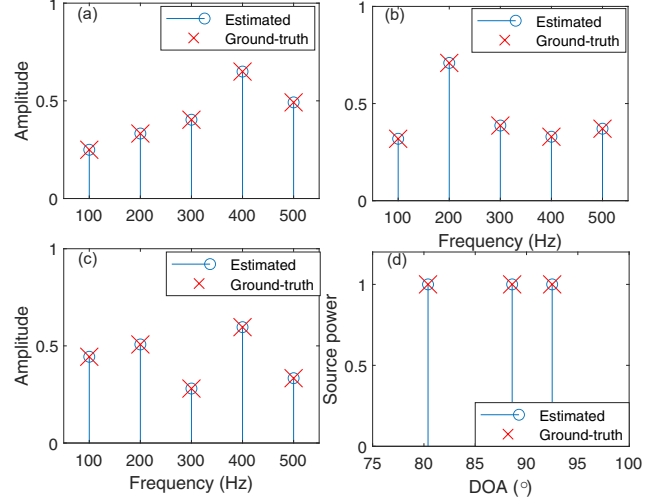 (a)
Estimated
Ground-truth
Amplitude
1
0.5
0
100 200 300 400 500
(b)
Estimated
Ground-truth
1
0.5
0
100 200 300 400 500
Frequency (Hz)
(c)
Estimated
Ground-truth
Amplitude
1
0.5
0
100 200 300 400 500
Frequency (Hz)
(d)
Source power
1
0.5
0
Estimated
Ground-truth
75 80 85 90 95 100
DOA (°)